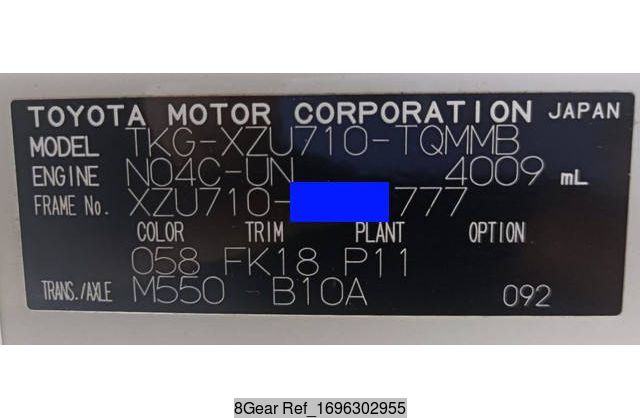 TOYOTA MOTOR CORPORATION JAPAN
MODEL TKG-XZU710-TQMMB
ENGINE N04C-UN 4009 mL
FRAME No. XZU710- 777
COLOR TRIM PLANT OPTION
058 FK18 P11
TRANS./AXLE M550 B10A 092
8Gear Ref_1696302955